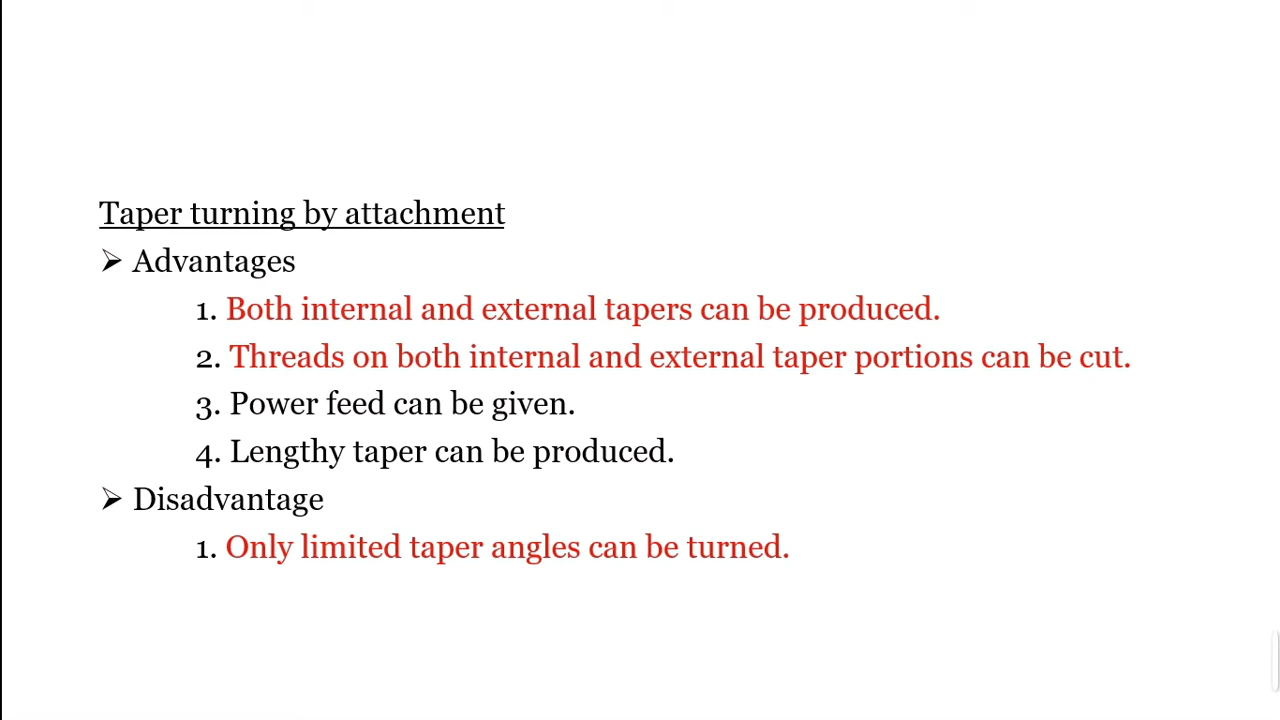 Taper turning by attachment
➢ Advantages
1. Both internal and external tapers can be produced.
2. Threads on both internal and external taper portions can be cut.
3. Power feed can be given.
4. Lengthy taper can be produced.
➢ Disadvantage
1. Only limited taper angles can be turned.